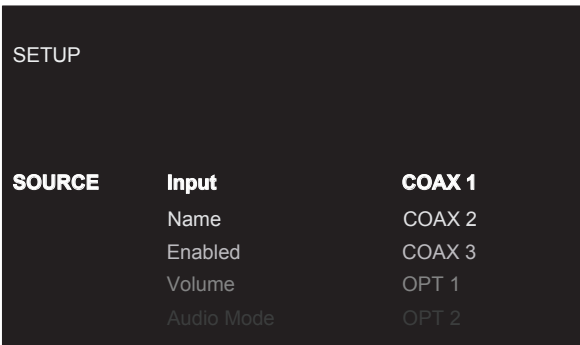 SETUP
SOURCE Input COAX 1
Name COAX 2
Enabled COAX 3
Volume OPT 1
Audio Mode OPT 2